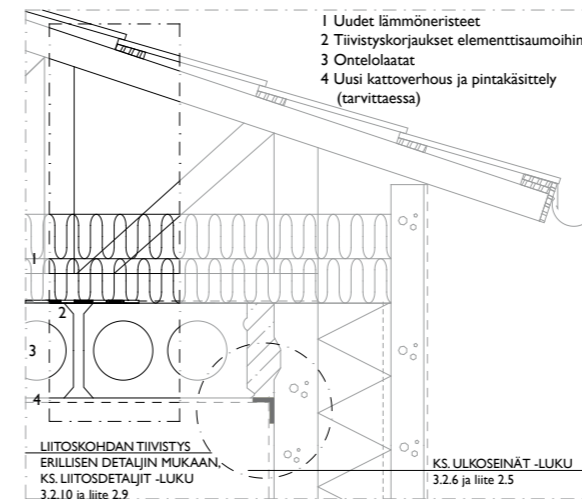 1 Uudet lämmöneristeet
2 Tiivistyskorjaukset elementtisaumoihin
3 Ontelolaatat
4 Uusi kattoverhous ja pintakäsittely
(tarvittaessa)
1
2
3
4
LIITOSKOHDAN TIIVISTYS
ERILLISEN DETALJIN MUKAAN,
KS. LIITOSDETALJIT -LUKU
3.2.10 ja liite 2.9
KS. ULKOSEINÄT -LUKU
3.2.6 ja liite 2.5